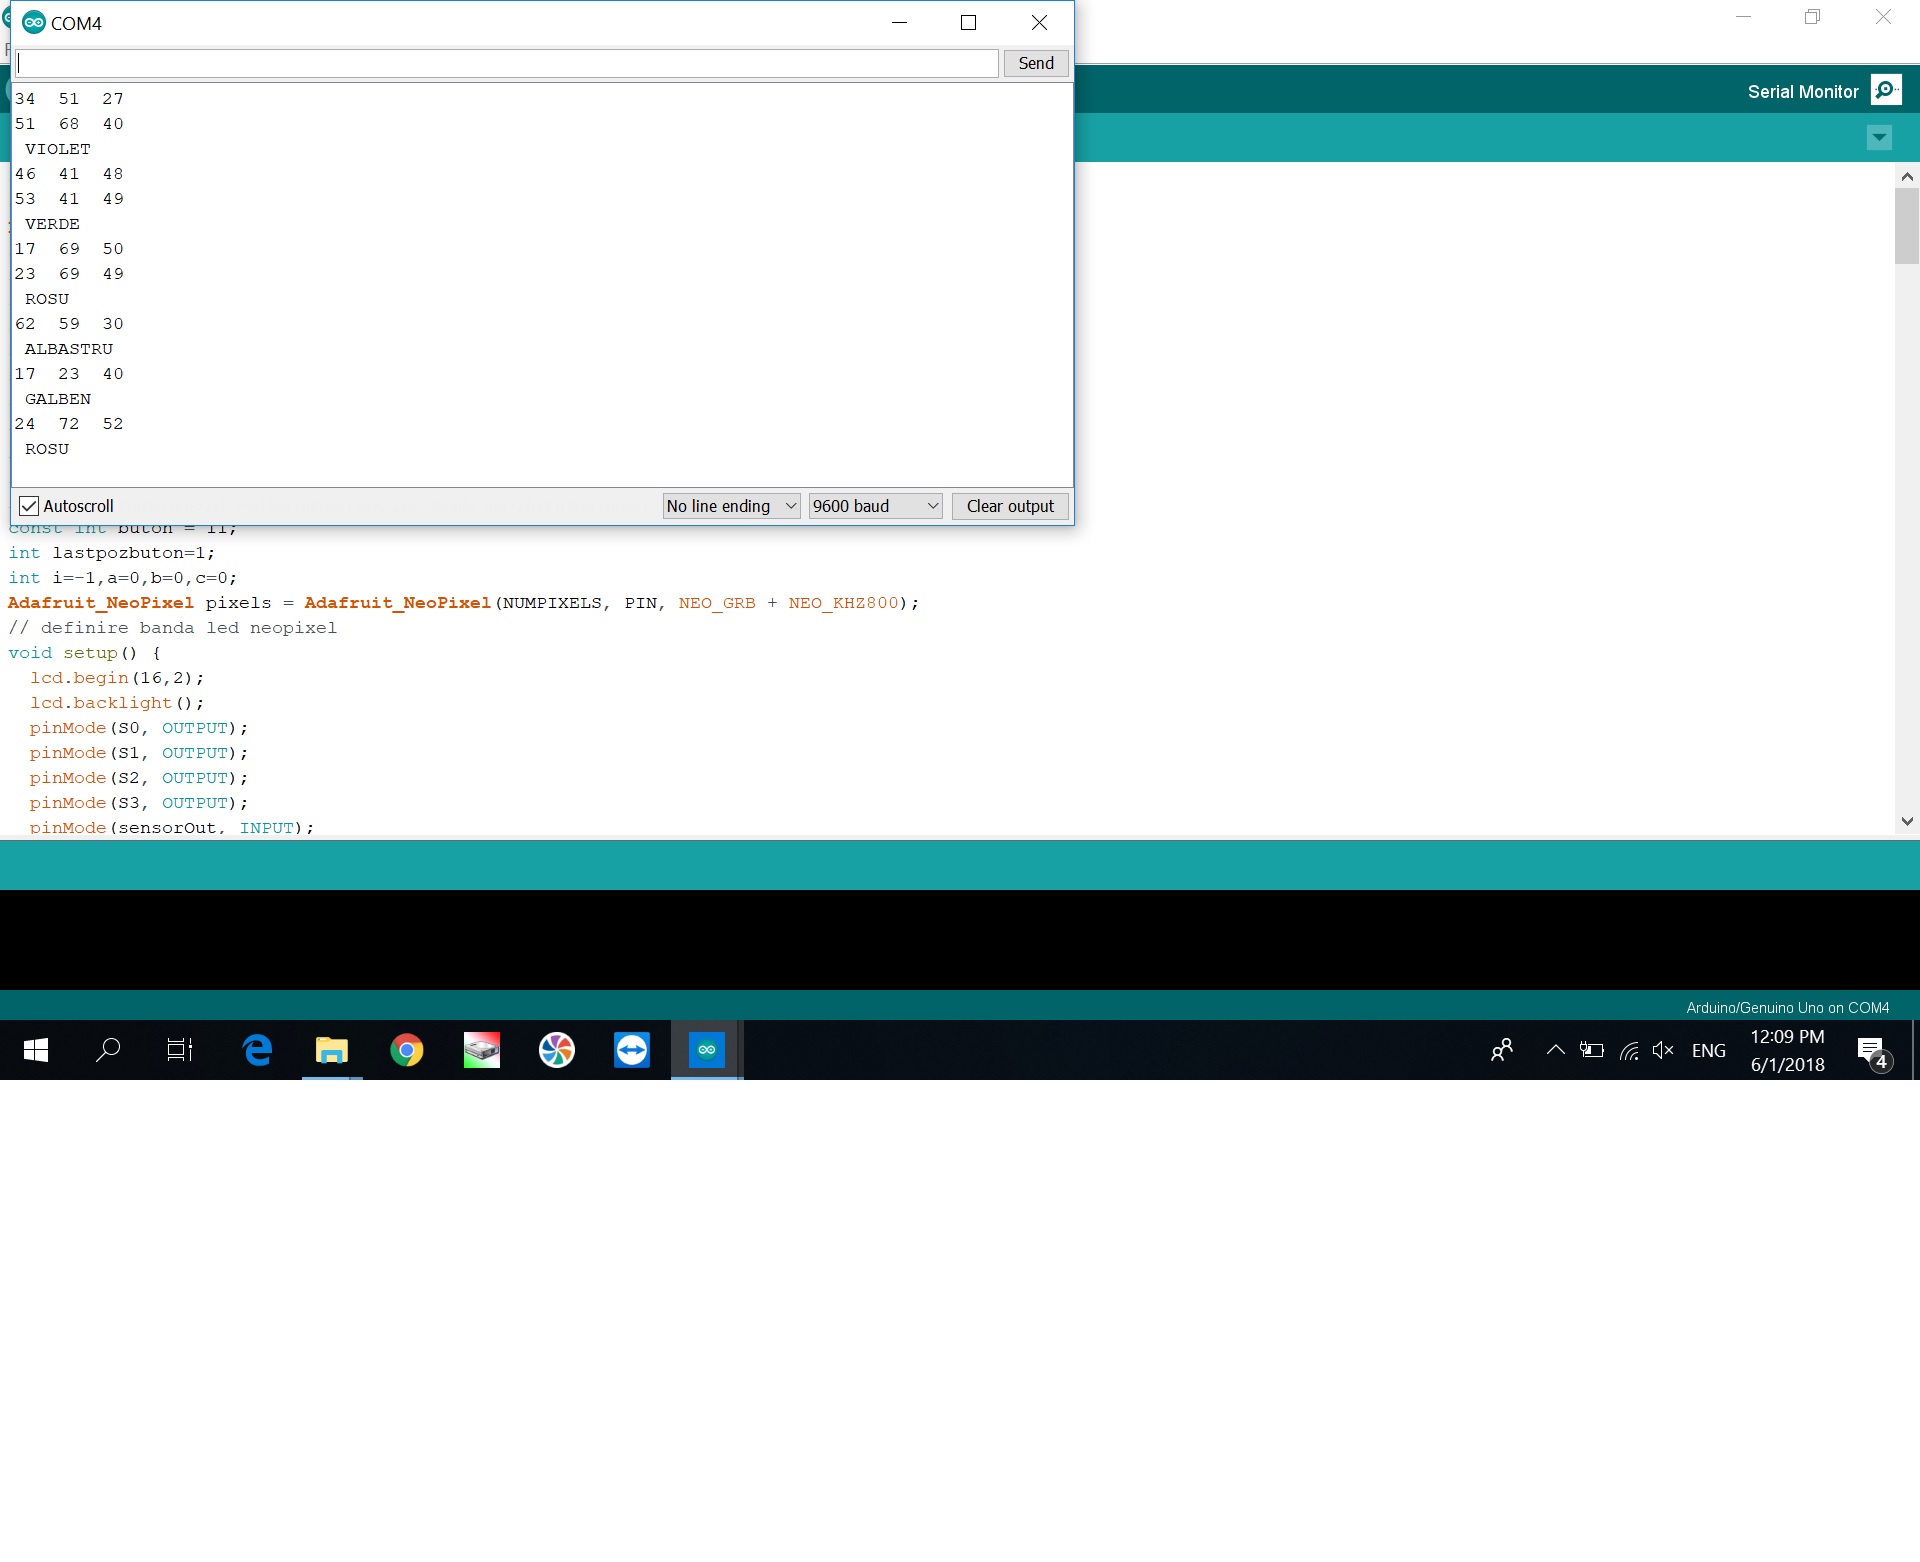 COM4
Send
34  51  27
51  68  40
VIOLET
46  41  48
53  41  49
VERDE
17  69  50
23  69  49
ROSU
62  59  30
ALBASTRU
17  23  40
GALBEN
24  72  52
ROSU
Autoscroll
No line ending
9600 baud
Clear output
Serial Monitor
const int buton = 11;
int lastpozbuton=1;
int i=-1,a=0,b=0,c=0;
Adafruit_NeoPixel pixels = Adafruit_NeoPixel(NUMPIXELS, PIN, NEO_GRB + NEO_KHZ800);
// definire banda led neopixel
void setup() {
lcd.begin(16,2);
lcd.backlight();
pinMode(S0, OUTPUT);
pinMode(S1, OUTPUT);
pinMode(S2, OUTPUT);
pinMode(S3, OUTPUT);
pinMode(sensorOut, INPUT);
Arduino/Genuino Uno on COM4
ENG
12:09 PM
6/1/2018
4